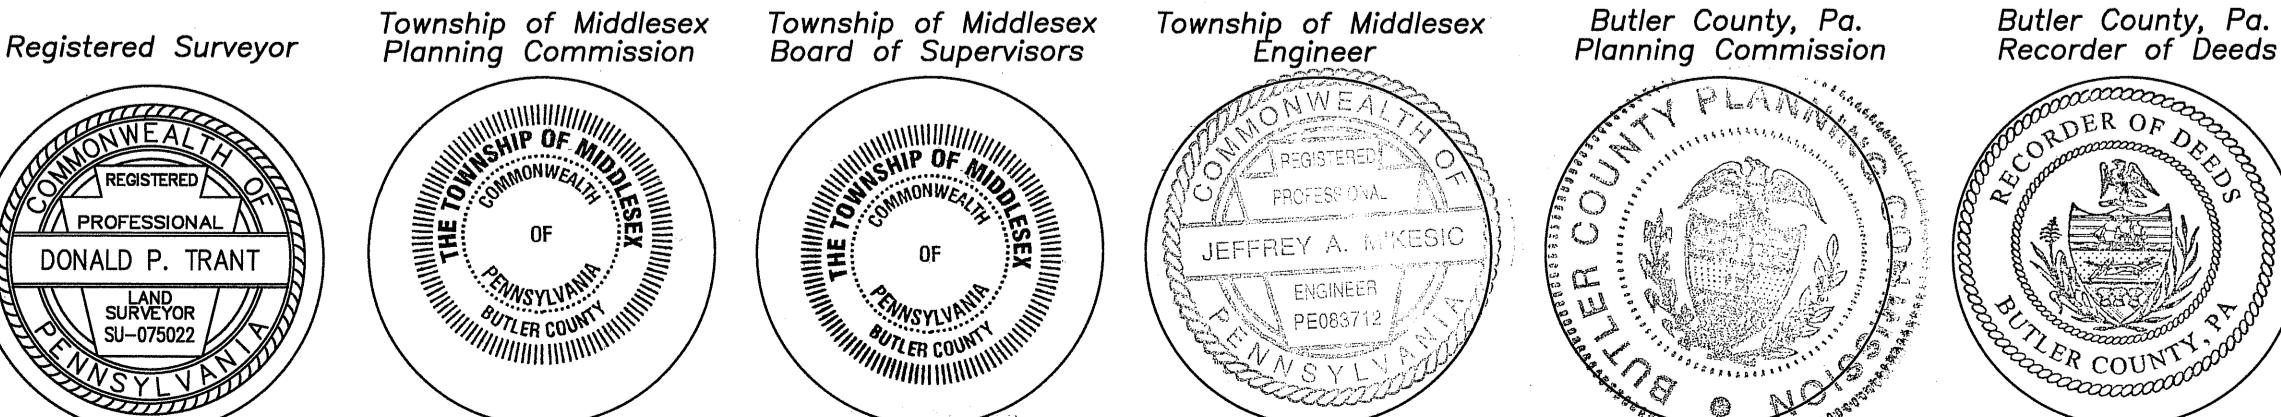 Registered Surveyor
COMMONWEALTH OF
REGISTERED
PROFESSIONAL
DONALD P. TRANT
LAND
SURVEYOR
SU-075022
PENNSYLVANIA
Township of Middlesex
Planning Commission
THE TOWNSHIP OF MIDDLESEX
COMMONWEALTH
OF
PENNSYLVANIA
BUTLER COUNTY
Township of Middlesex
Board of Supervisors
THE TOWNSHIP OF MIDDLESEX
COMMONWEALTH
OF
PENNSYLVANIA
BUTLER COUNTY
Township of Middlesex
Engineer
COMMONWEALTH OF
REGISTERED
PROFESSIONAL
JEFFREY A. MIKESIC
ENGINEER
PE083712
PENNSYLVANIA
Butler County, Pa.
Planning Commission
BUTLER COUNTY PLANNING COMMISSION
Butler County, Pa.
Recorder of Deeds
RECORDER OF DEEDS
BUTLER COUNTY, PA